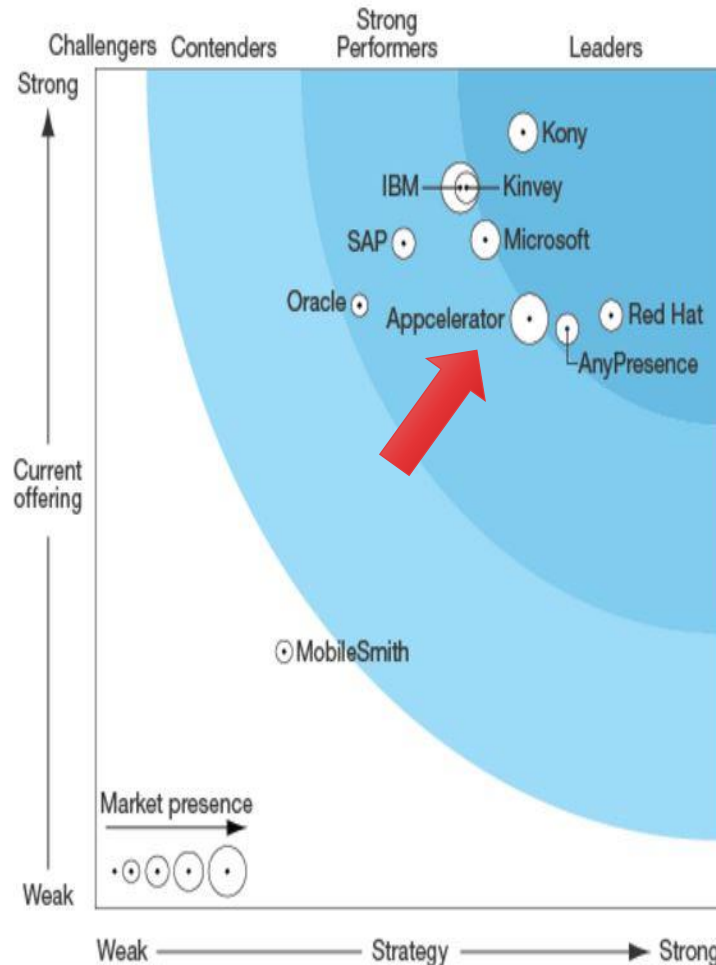 Strong
Challengers Contenders Performers Leaders
Strong
Kony
IBM Kinvey
SAP Microsoft
Oracle
Appcelerator Red Hat
AnyPresence
Current
offering
MobileSmith
Market presence
Weak
Weak Strategy Strong